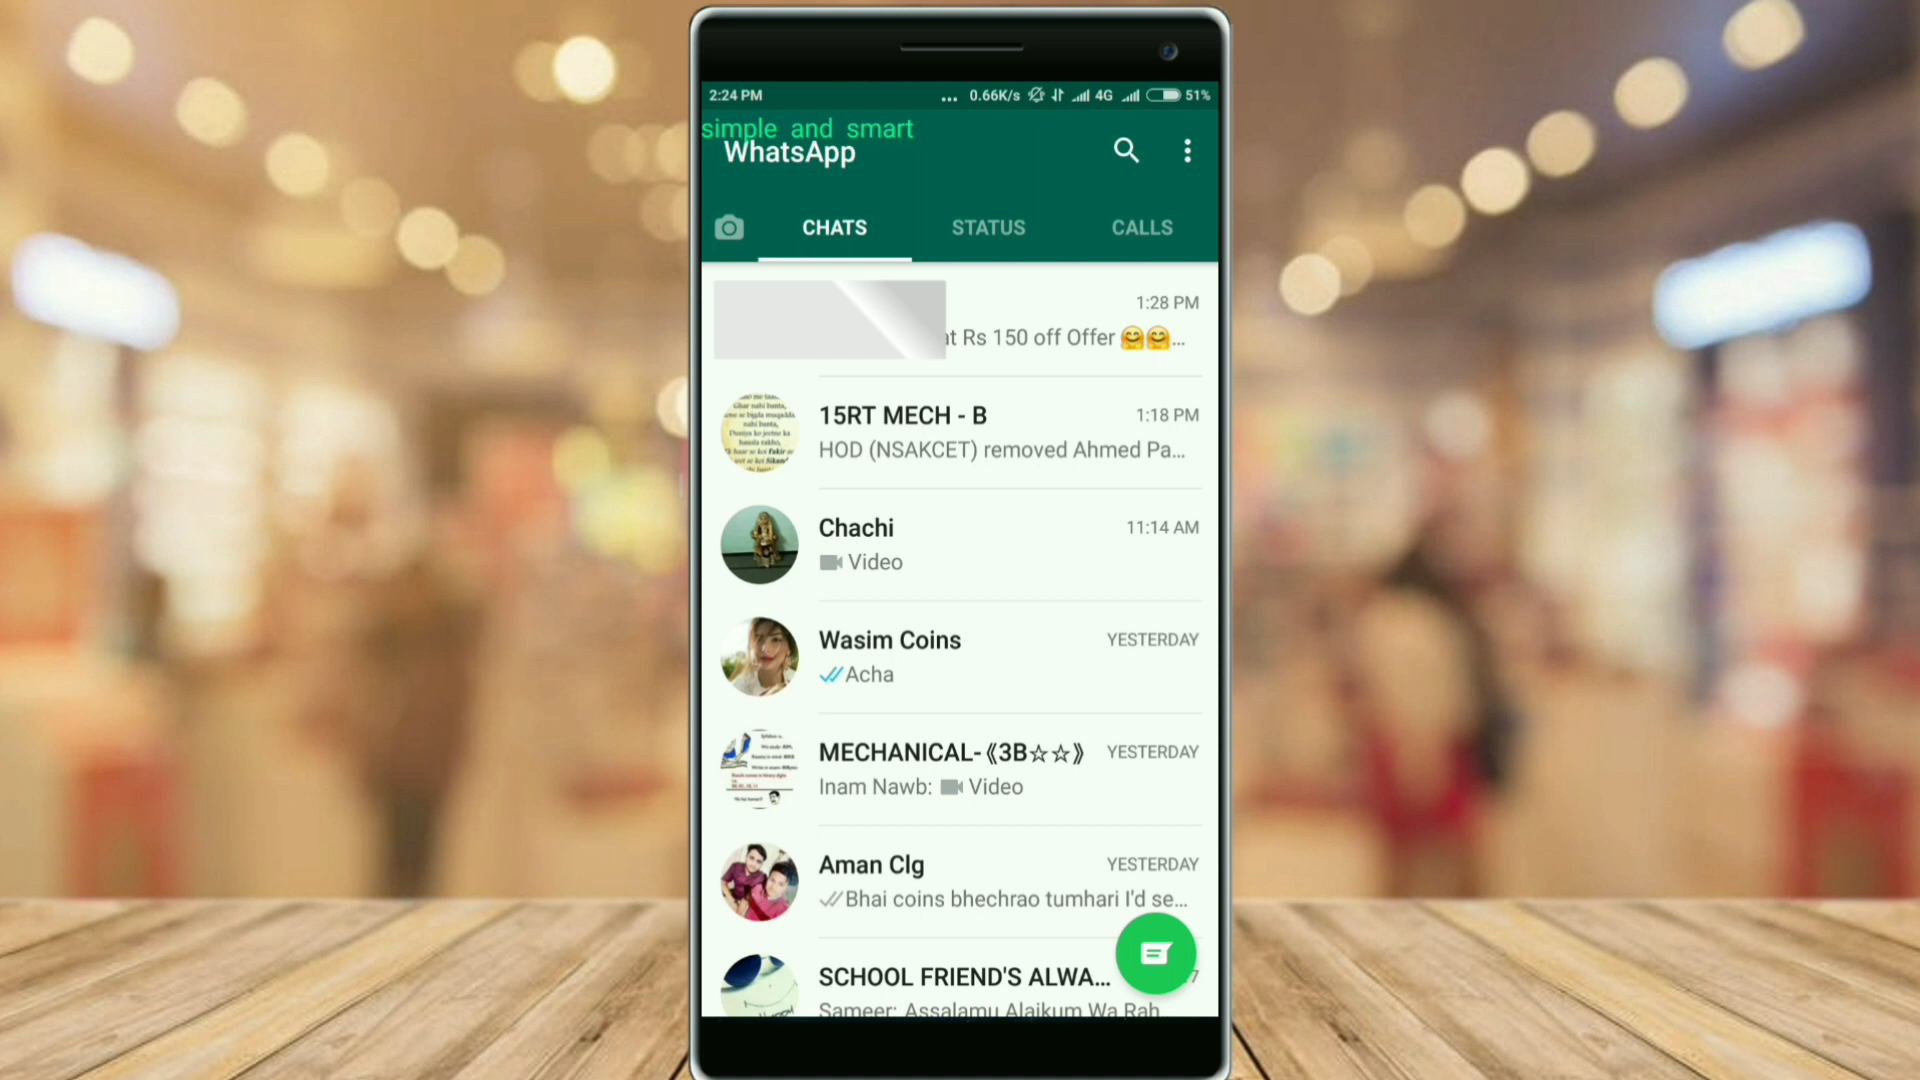 2:24 PM ... 0.66K/s 4G 51%
simple and smart
WhatsApp
CHATS STATUS CALLS
1:28 PM
at Rs 150 off Offer 🤗🤗...
15RT MECH - B 1:18 PM
HOD (NSAKCET) removed Ahmed Pa...
Chachi 11:14 AM
Video
Wasim Coins YESTERDAY
Acha
MECHANICAL-《3B☆☆》 YESTERDAY
Inam Nawb: Video
Aman Clg YESTERDAY
Bhai coins bhechrao tumhari I'd se...
SCHOOL FRIEND'S ALWA... 7
Sameer: Assalamu Alaikum Wa Rah